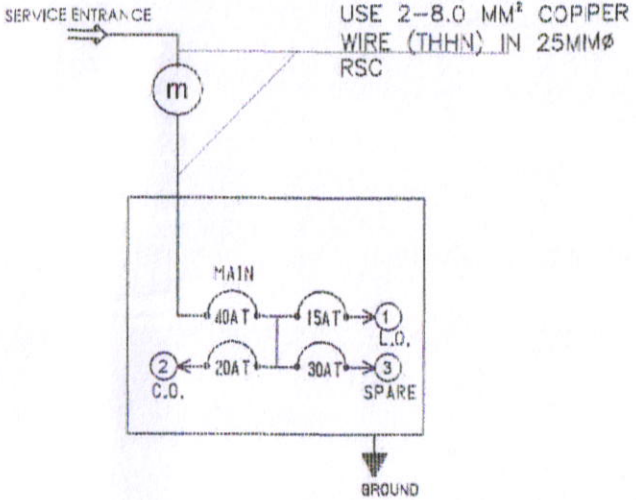 SERVICE ENTRANCE
USE 2-8.0 MM² COPPER
WIRE (THHN) IN 25MMØ
RSC
m
MAIN
40AT 15AT 1
L.O.
2 20AT 30AT 3
C.O. SPARE
GROUND